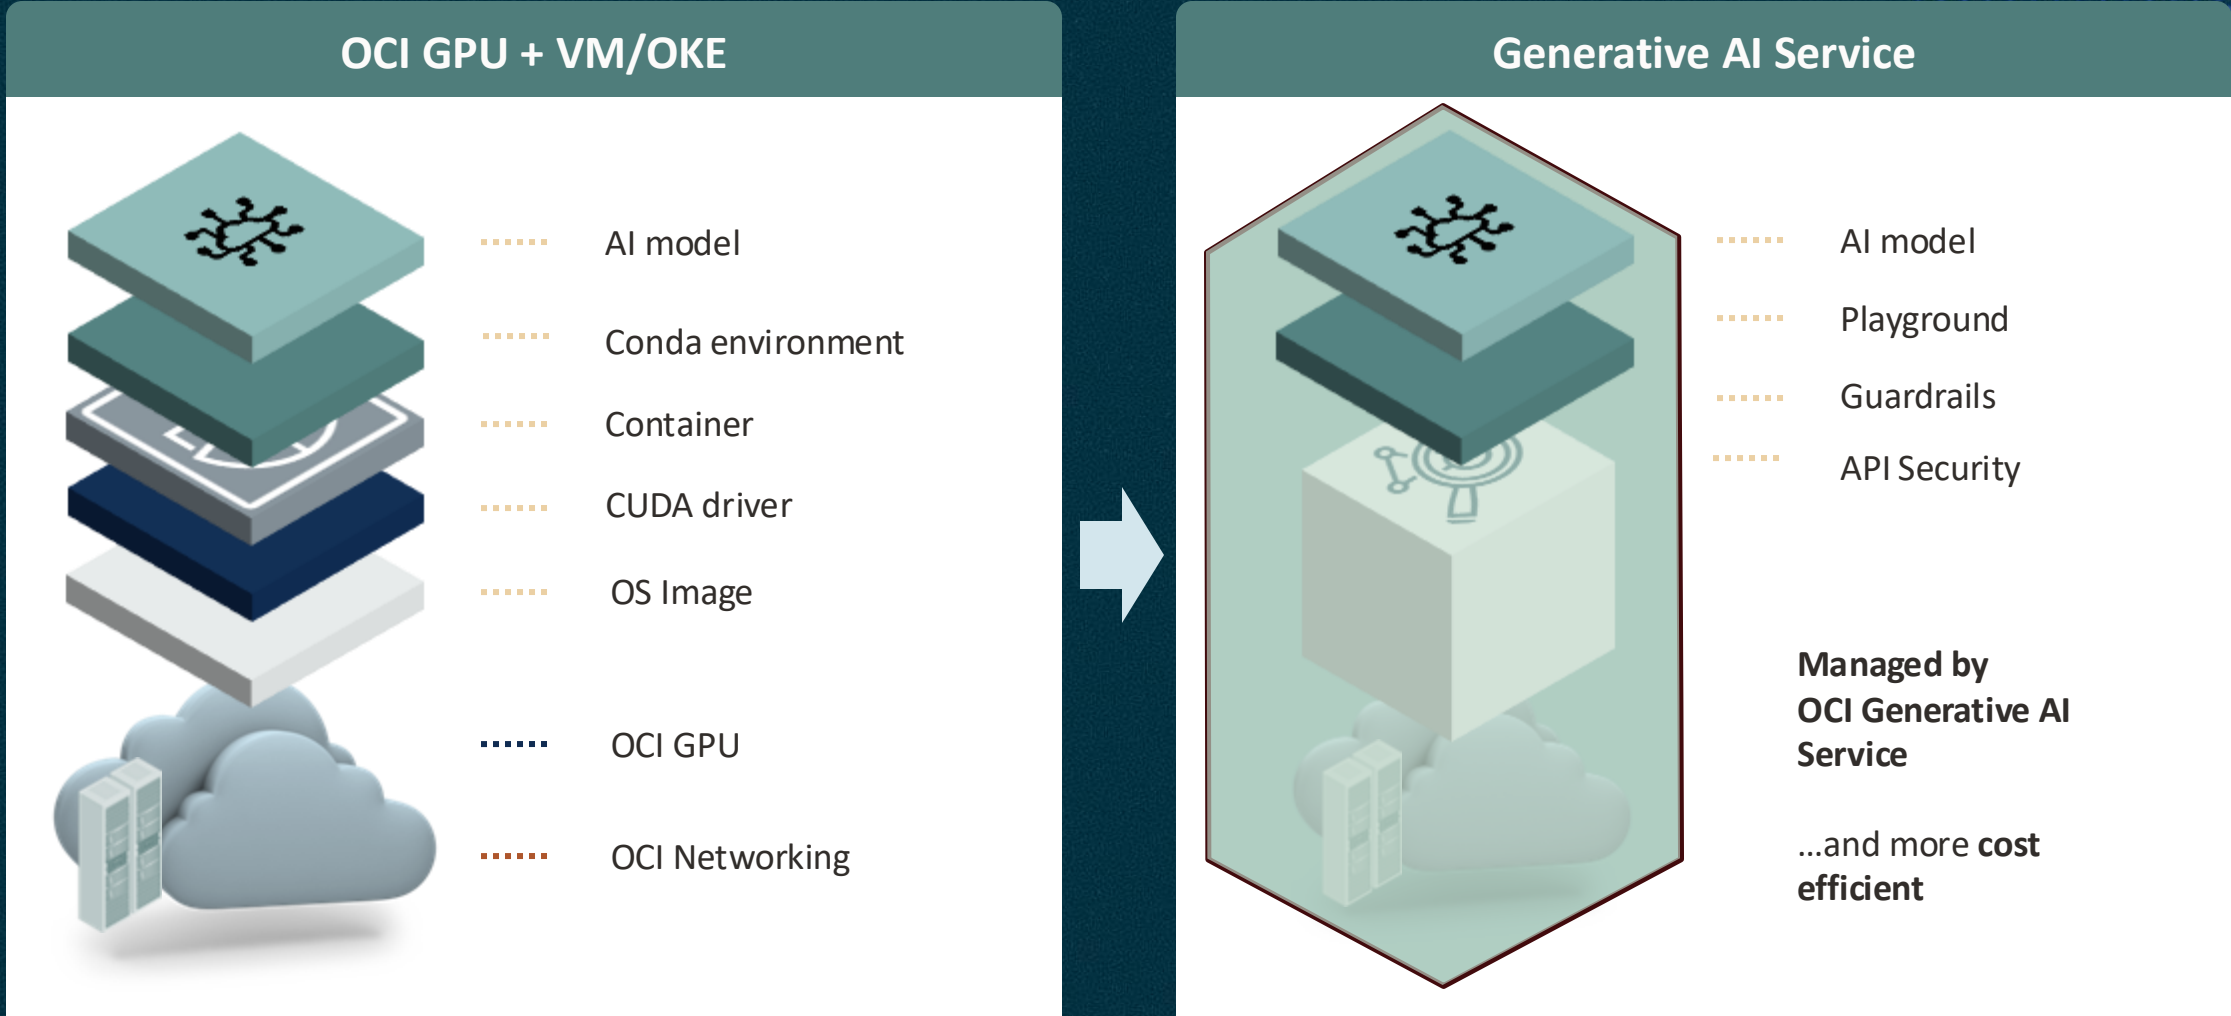 OCI GPU + VM/OKE
AI model
Conda environment
Container
CUDA driver
OS Image
OCI GPU
OCI Networking
Generative AI Service
AI model
Playground
Guardrails
API Security
Managed by
OCI Generative AI
Service
...and more cost
efficient